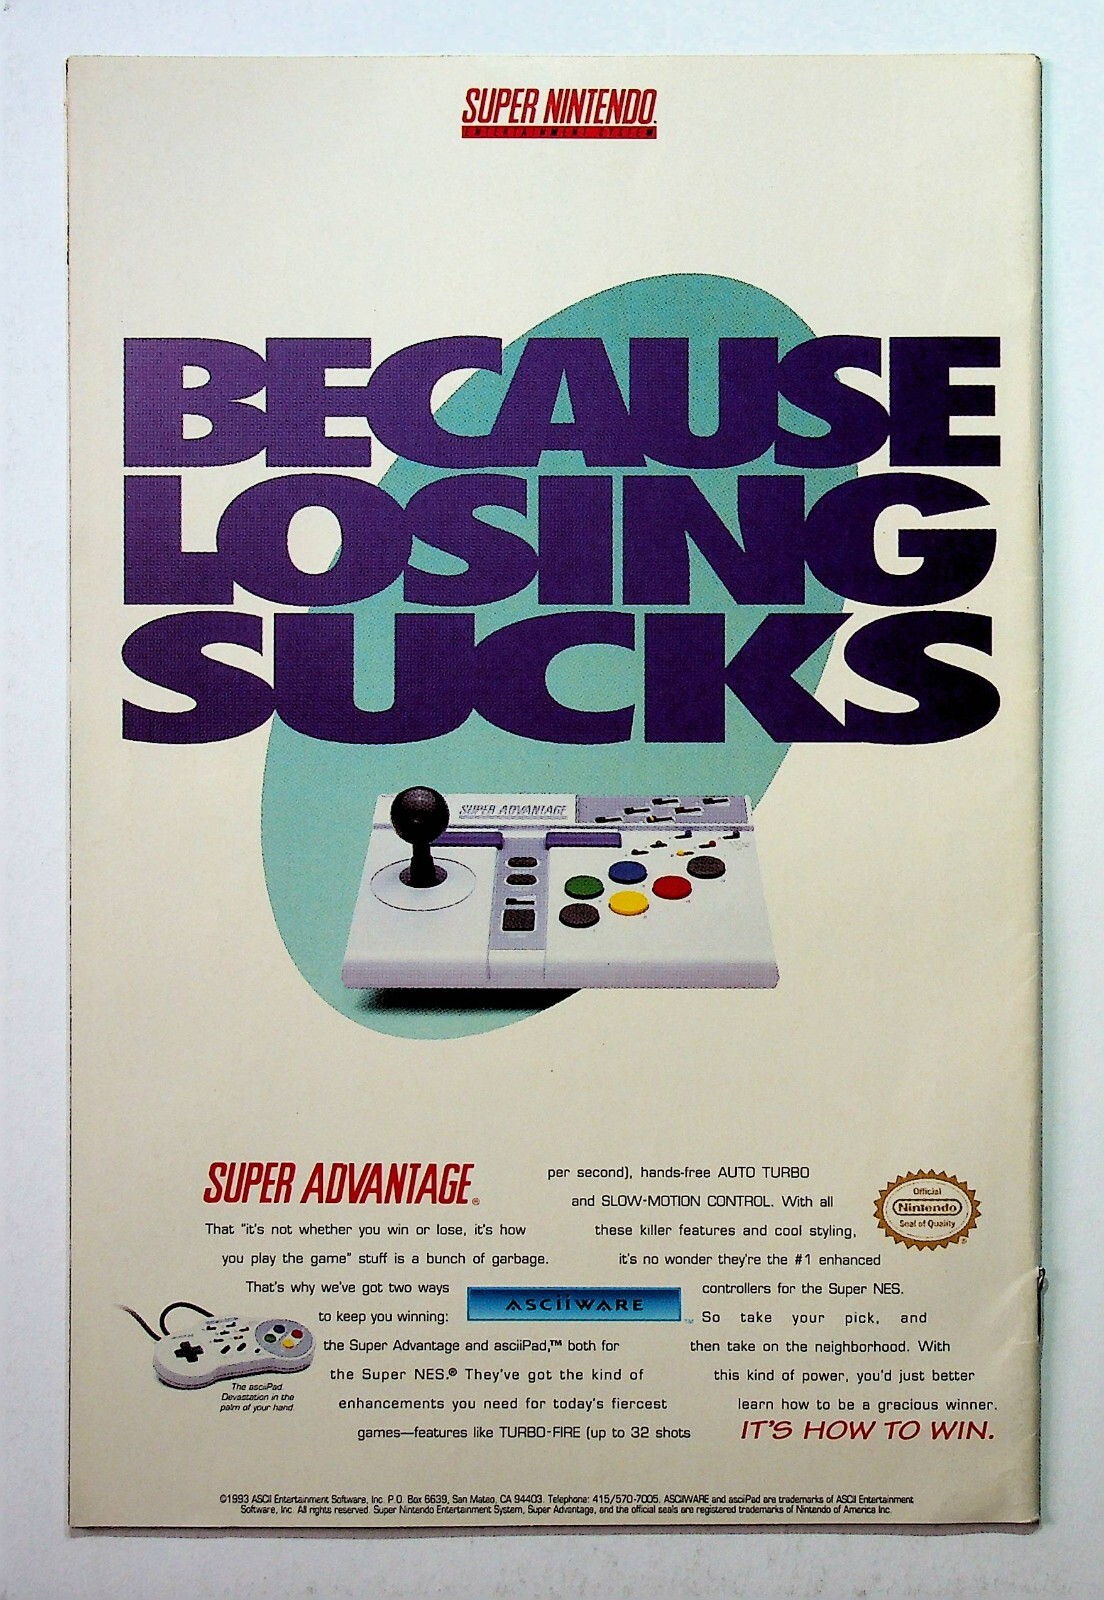 SUPER NINTENDO.
ENTERTAINMENT SYSTEM
BECAUSE
LOSING
SUCKS
SUPER ADVANTAGE
SUPER ADVANTAGE®
That "it's not whether you win or lose, it's how
you play the game" stuff is a bunch of garbage.
That's why we've got two ways
to keep you winning:
the Super Advantage and asciiPad,™ both for
the Super NES.® They've got the kind of
enhancements you need for today's fiercest
games—features like TURBO-FIRE (up to 32 shots
The asciiPad.
Devastation in the
palm of your hand.
ASCIIWARE™
per second), hands-free AUTO TURBO
and SLOW-MOTION CONTROL. With all
these killer features and cool styling,
it's no wonder they're the #1 enhanced
controllers for the Super NES.
So take your pick, and
then take on the neighborhood. With
this kind of power, you'd just better
learn how to be a gracious winner.
IT'S HOW TO WIN.
Official
Nintendo
Seal of Quality
®
©1993 ASCII Entertainment Software, Inc. P.O. Box 6639, San Mateo, CA 94403. Telephone: 415/570-7005. ASCIIWARE and asciiPad are trademarks of ASCII Entertainment
Software, Inc. All rights reserved. Super Nintendo Entertainment System, Super Advantage, and the official seals are registered trademarks of Nintendo of America Inc.